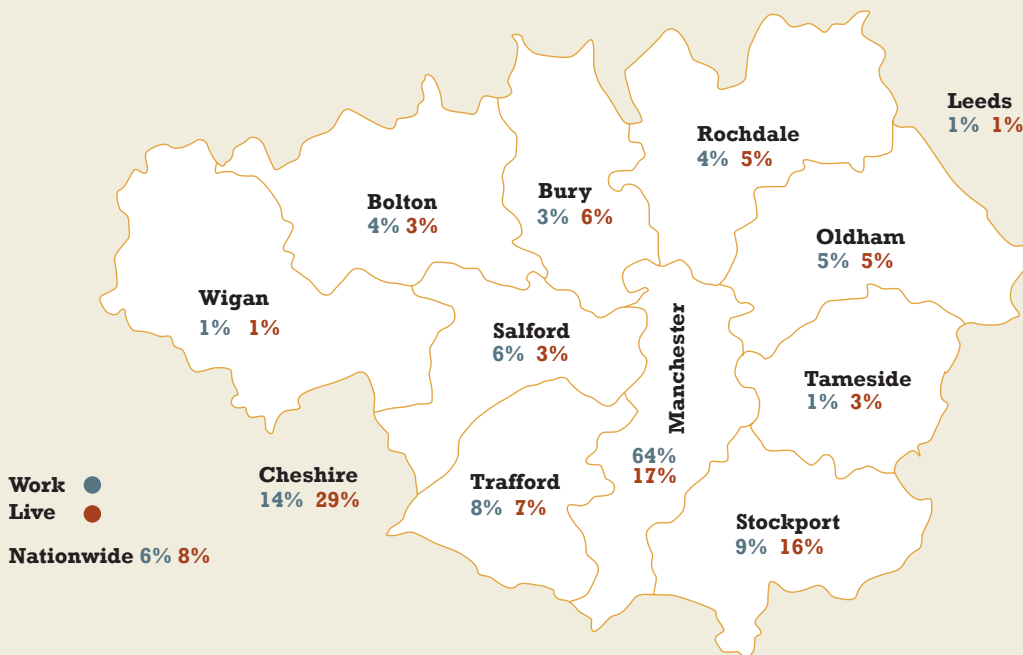 Leeds
1% 1%
Rochdale
4% 5%
Bury
3% 6%
Bolton
4% 3%
Oldham
5% 5%
Wigan
1% 1%
Salford
6% 3%
Manchester
64%
17%
Tameside
1% 3%
Cheshire
14% 29%
Trafford
8% 7%
Stockport
9% 16%
Work
Live
Nationwide 6% 8%